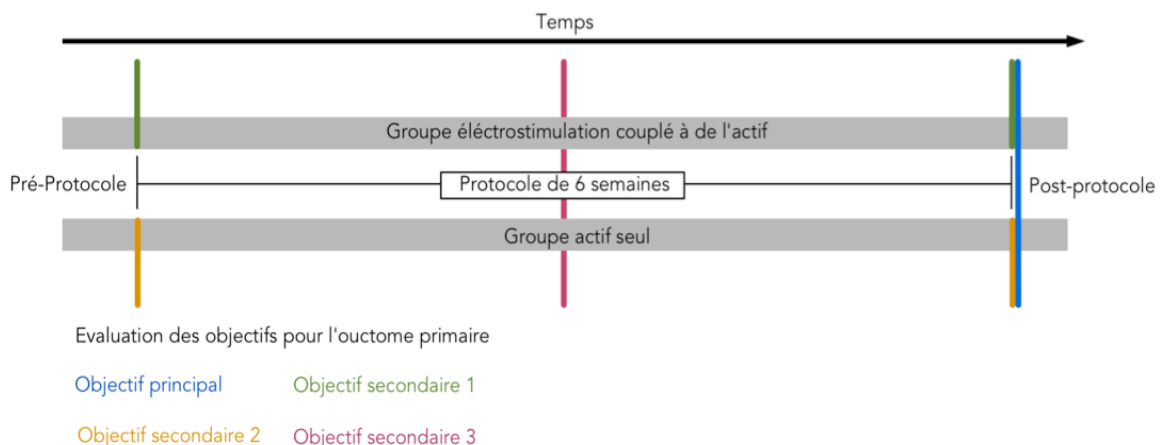 Temps
Groupe éléctrostimulation couplé à de l'actif
Pré-Protocole
Protocole de 6 semaines
Post-protocole
Groupe actif seul
Evaluation des objectifs pour l'ouctome primaire
Objectif principal
Objectif secondaire 1
Objectif secondaire 2
Objectif secondaire 3